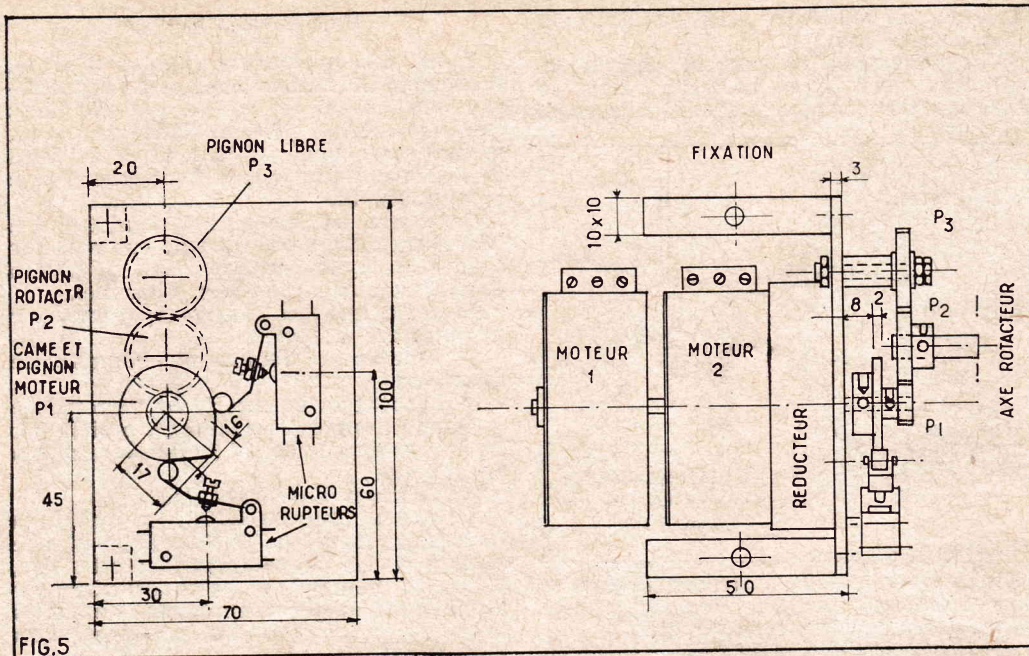 PIGNON LIBRE
P3
20
PIGNON
ROTACTR
P2
CAME ET
PIGNON
MOTEUR
P1
16
17
45
MICRO
RUPTEURS
60
100
30
70
FIG.5
FIXATION
3
10x10
P3
8
2
P2
MOTEUR
1
MOTEUR
2
REDUCTEUR
P1
AXE ROTACTEUR
50